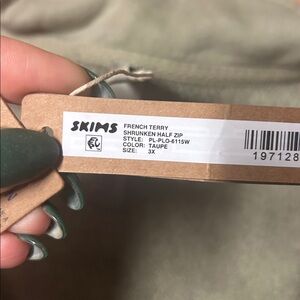 SKIMS
FRENCH TERRY
SHRUNKEN HALF ZIP
STYLE: PL-PLO-6115W
COLOR: TAUPE
SIZE: 3X
197128